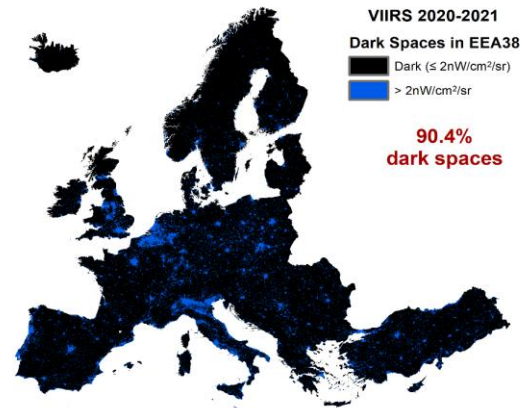 VIIRS 2020-2021
Dark Spaces in EEA38
Dark (≤ 2nW/cm²/sr)
> 2nW/cm²/sr
90.4%
dark spaces